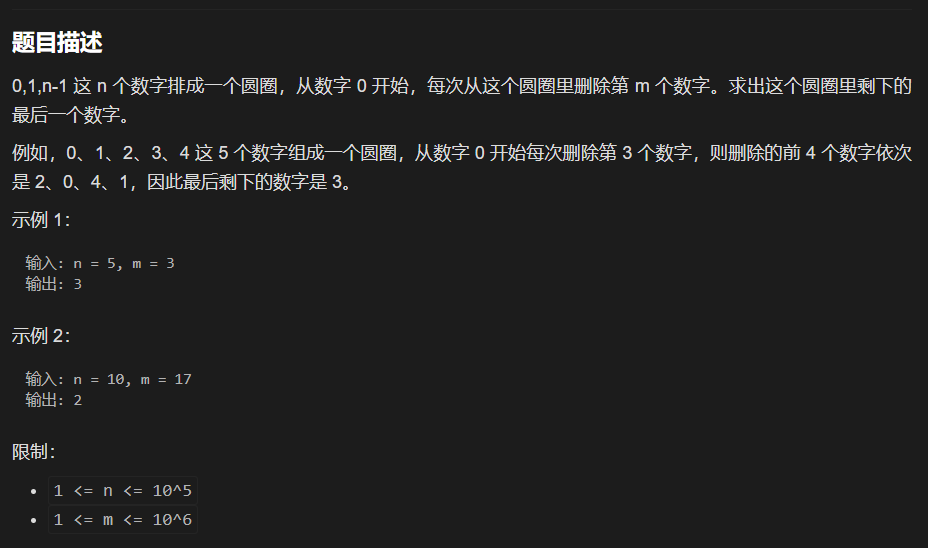 题目描述
0,1,n-1 这 n 个数字排成一个圆圈，从数字 0 开始，每次从这个圆圈里删除第 m 个数字。求出这个圆圈里剩下的
最后一个数字。
例如，0、1、2、3、4 这 5 个数字组成一个圆圈，从数字 0 开始每次删除第 3 个数字，则删除的前 4 个数字依次
是 2、0、4、1，因此最后剩下的数字是 3。
示例 1：
输入: n = 5, m = 3
输出: 3
示例 2：
输入: n = 10, m = 17
输出: 2
限制：
• 1 <= n <= 10^5
• 1 <= m <= 10^6